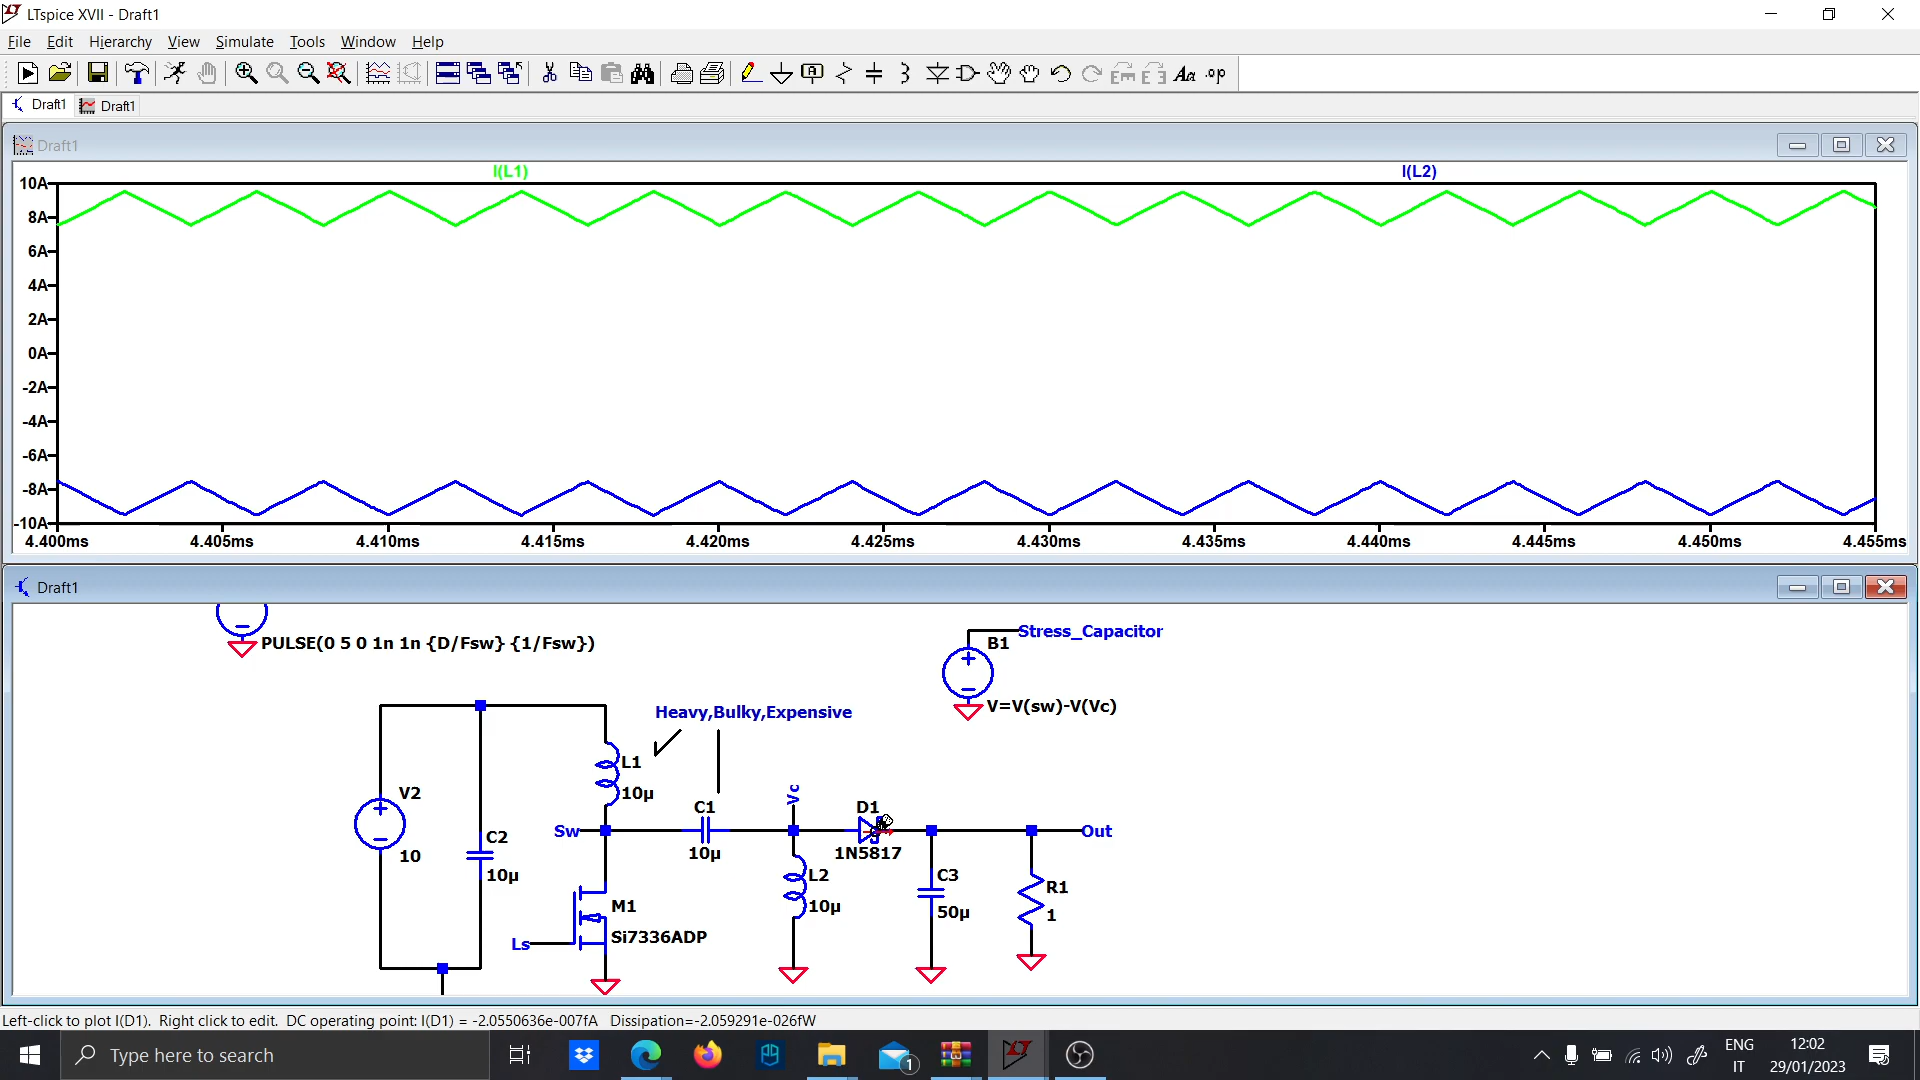 LTspice XVII - Draft1
File Edit Hierarchy View Simulate Tools Window Help
Aa .op
Draft1 Draft1
Draft1
I(L1) I(L2)
10A
8A
6A
4A
2A
0A
-2A
-4A
-6A
-8A
-10A
4.400ms 4.405ms 4.410ms 4.415ms 4.420ms 4.425ms 4.430ms 4.435ms 4.440ms 4.445ms 4.450ms 4.455ms
Draft1
PULSE(0 5 0 1n 1n {D/Fsw} {1/Fsw})
Stress_Capacitor
B1
V=V(sw)-V(Vc)
Heavy,Bulky,Expensive
L1
10µ
V2
10
C2
10µ
Sw
C1
10µ
Vc
D1
1N5817
Out
L2
10µ
C3
50µ
R1
1
M1
Si7336ADP
Ls
Left-click to plot I(D1). Right click to edit. DC operating point: I(D1) = -2.0550636e-007fA Dissipation=-2.059291e-026fW
Type here to search
1
ENG
IT
12:02
29/01/2023